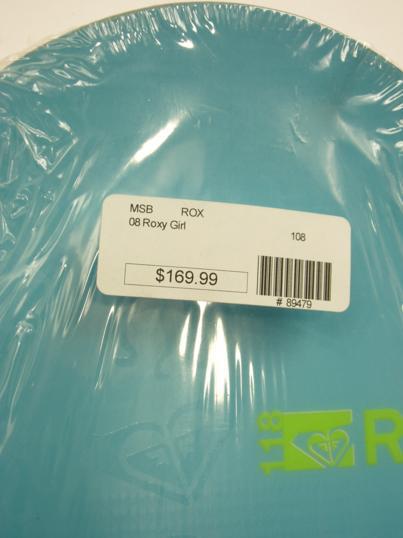 MSB ROX
08 Roxy Girl
108
$169.99
# 89479
118
R